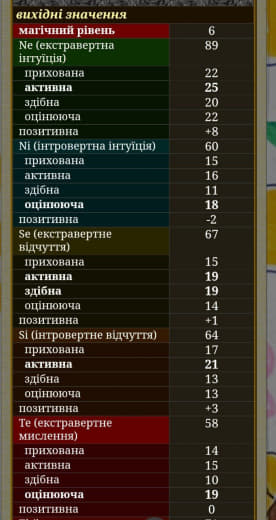 вихідні значення
магічний рівень 6
Ne (екстравертна 89
інтуїція)
прихована 22
активна 25
здібна 20
оцінююча 22
позитивна +8
Ni (інтровертна інтуїція) 60
прихована 15
активна 16
здібна 11
оцінююча 18
позитивна -2
Se (екстравертне 67
відчуття)
прихована 15
активна 19
здібна 19
оцінююча 14
позитивна +1
Si (інтровертне відчуття) 64
прихована 17
активна 21
здібна 13
оцінююча 13
позитивна +3
Te (екстравертне 58
мислення)
прихована 14
активна 15
здібна 10
оцінююча 19
позитивна 0